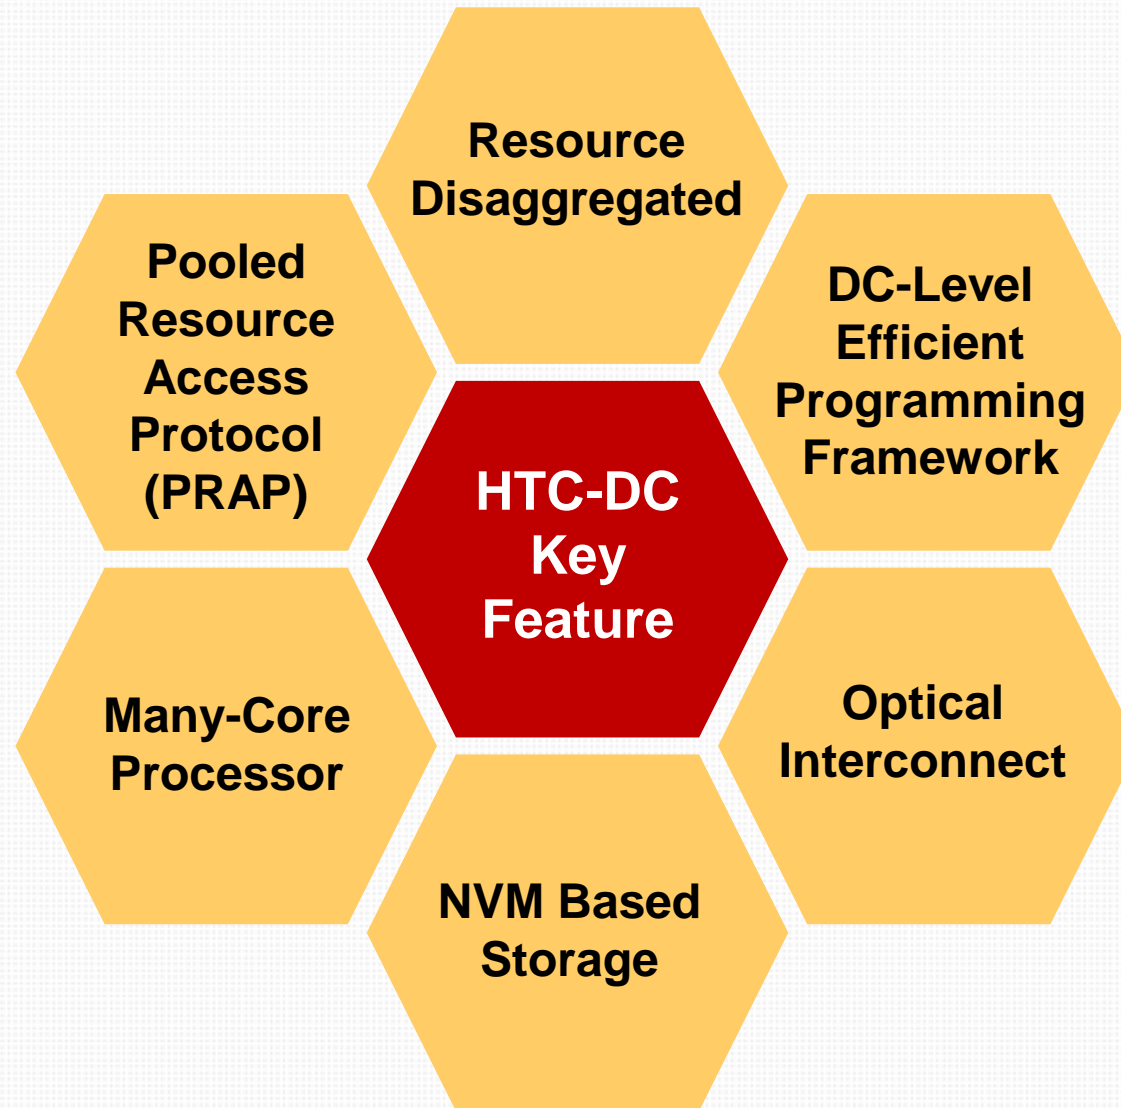 Resource
Disaggregated
Pooled
Resource
Access
Protocol
(PRAP)
DC-Level
Efficient
Programming
Framework
HTC-DC
Key
Feature
Many-Core
Processor
Optical
Interconnect
NVM Based
Storage